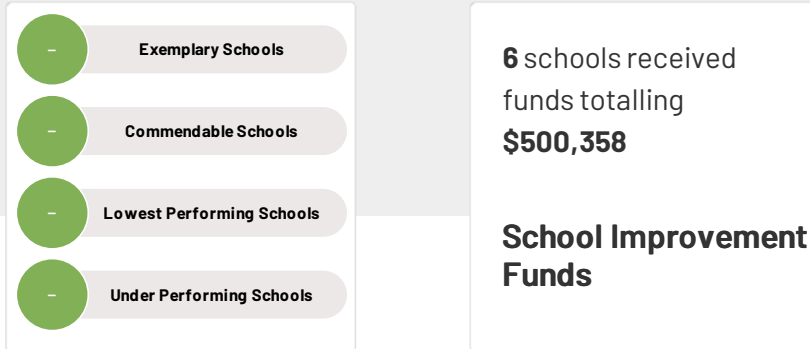 – Exemplary Schools
– Commendable Schools
– Lowest Performing Schools
– Under Performing Schools
6 schools received
funds totalling
$500,358
School Improvement
Funds